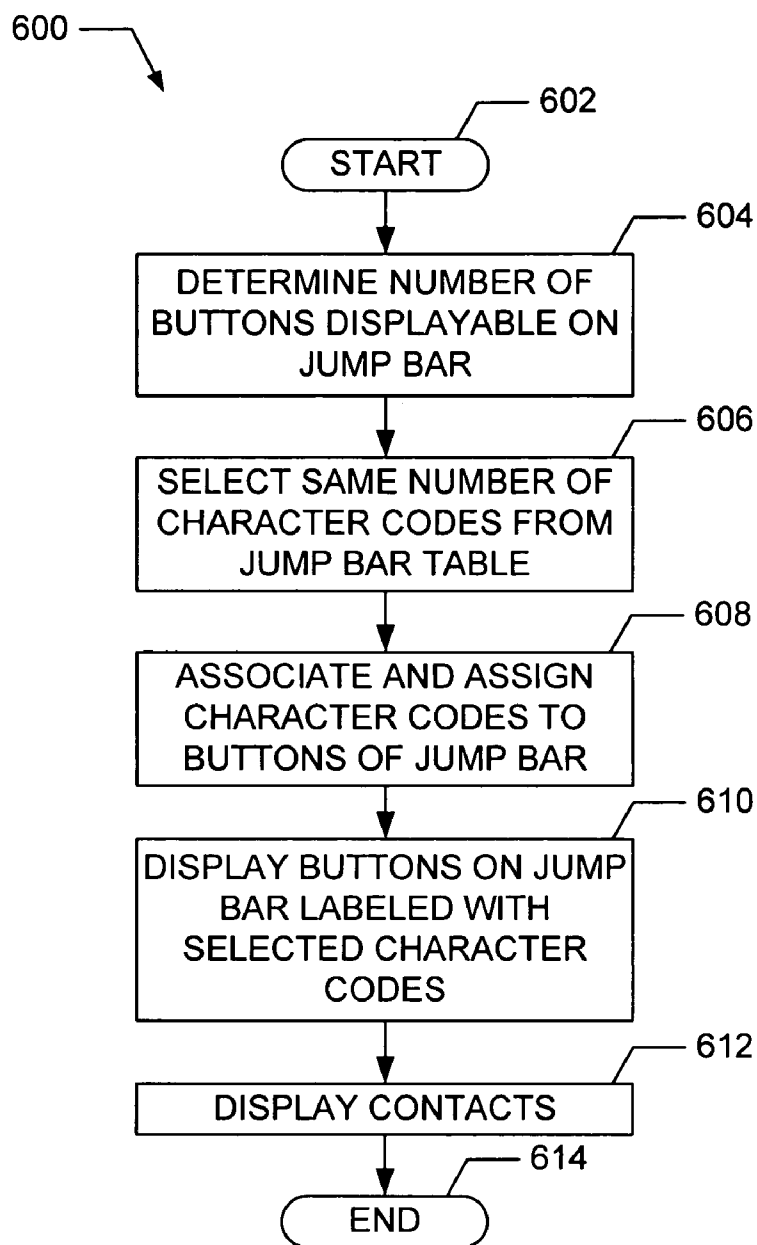 600
602
START
604
DETERMINE NUMBER OF
BUTTONS DISPLAYABLE ON
JUMP BAR
606
SELECT SAME NUMBER OF
CHARACTER CODES FROM
JUMP BAR TABLE
608
ASSOCIATE AND ASSIGN
CHARACTER CODES TO
BUTTONS OF JUMP BAR
610
DISPLAY BUTTONS ON JUMP
BAR LABELED WITH
SELECTED CHARACTER
CODES
612
DISPLAY CONTACTS
614
END